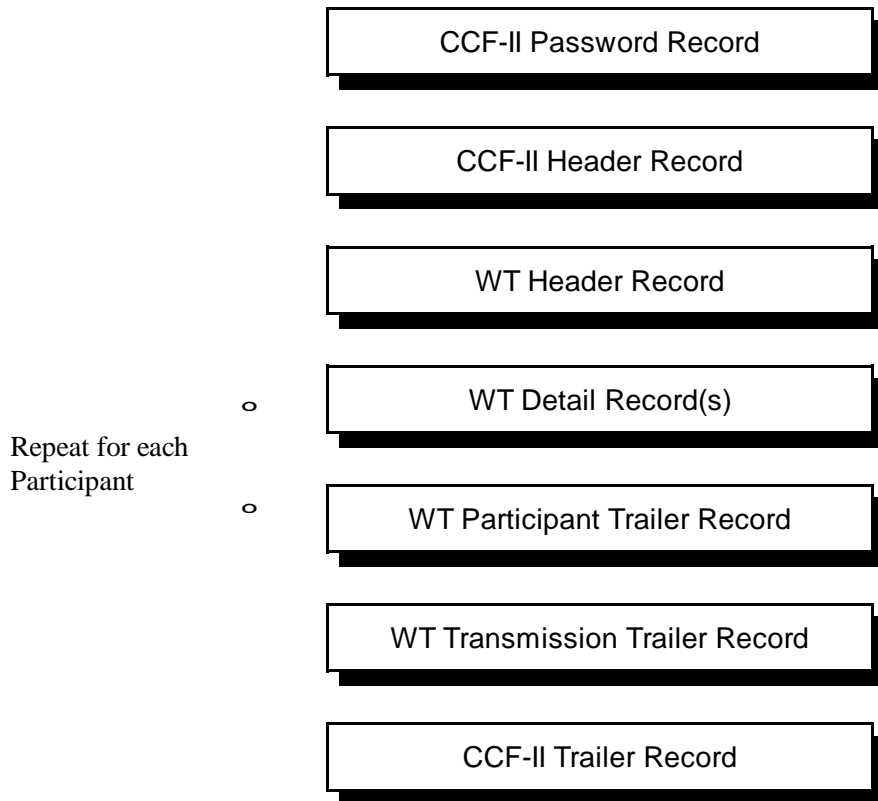 CCF-II Password Record
CCF-II Header Record
WT Header Record
o
WT Detail Record(s)
Repeat for each
Participant
o
WT Participant Trailer Record
WT Transmission Trailer Record
CCF-II Trailer Record